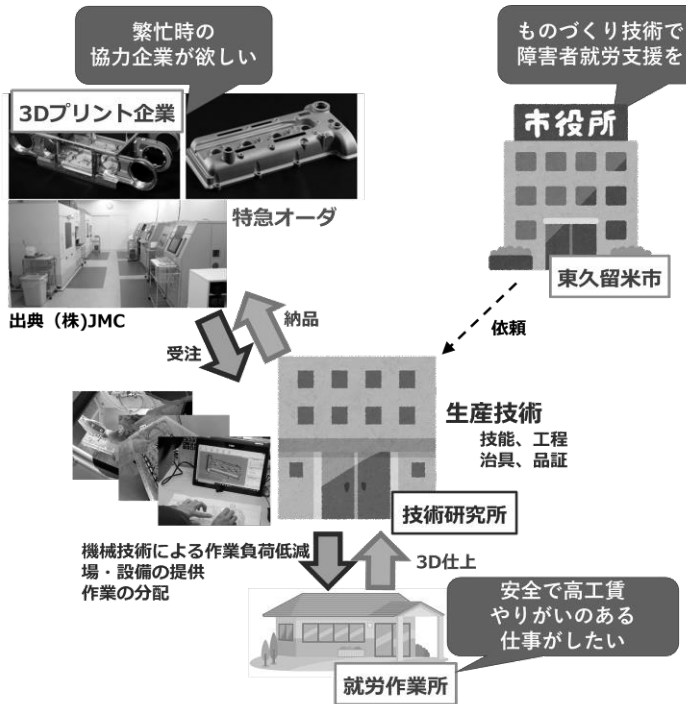 繁忙時の
協力企業が欲しい
ものづくり技術で
障害者就労支援を
3Dプリント企業
市役所
特急オーダ
東久留米市
出典（株)JMC
納品
受注
依頼
生産技術
技能、工程
治具、品証
技術研究所
機械技術による作業負荷低減
場・設備の提供
作業の分配
3D仕上
安全で高工賃
やりがいのある
仕事がしたい
就労作業所